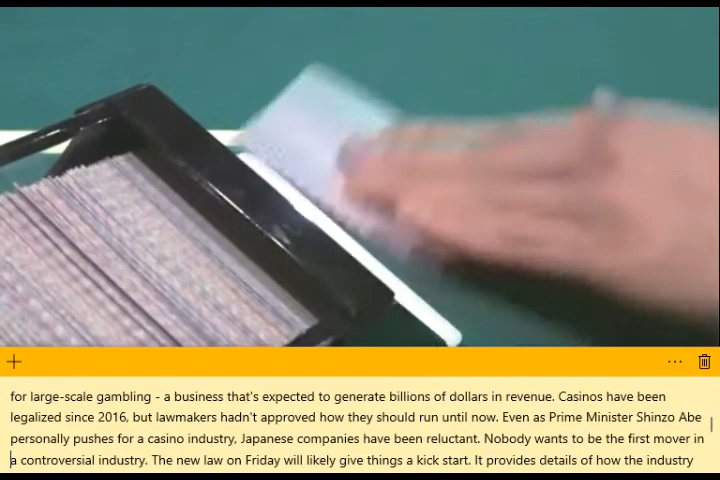 for large-scale gambling - a business that's expected to generate billions of dollars in revenue. Casinos have been
legalized since 2016, but lawmakers hadn't approved how they should run until now. Even as Prime Minister Shinzo Abe
personally pushes for a casino industry, Japanese companies have been reluctant. Nobody wants to be the first mover in
a controversial industry. The new law on Friday will likely give things a kick start. It provides details of how the industry